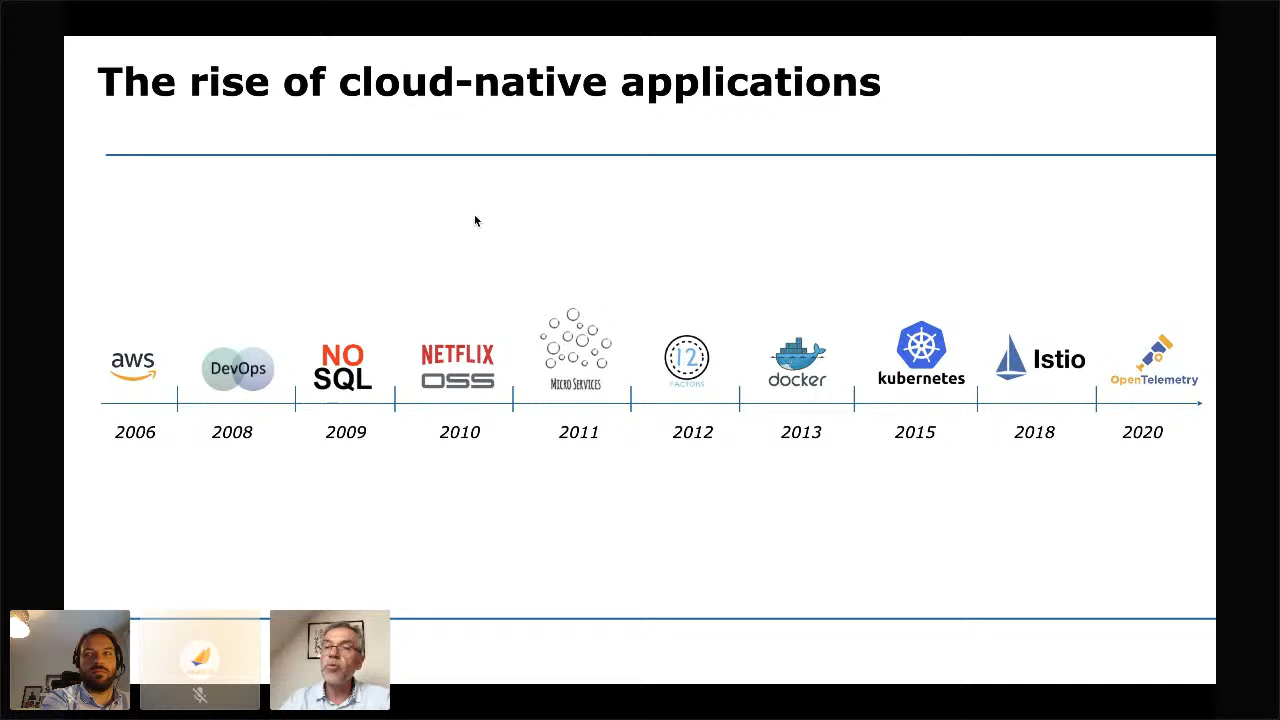 The rise of cloud-native applications
aws
DevOps
NO
SQL
NETFLIX
OSS
MICRO SERVICES
12
FACTORS
docker
kubernetes
Istio
OpenTelemetry
2006 2008 2009 2010 2011 2012 2013 2015 2018 2020